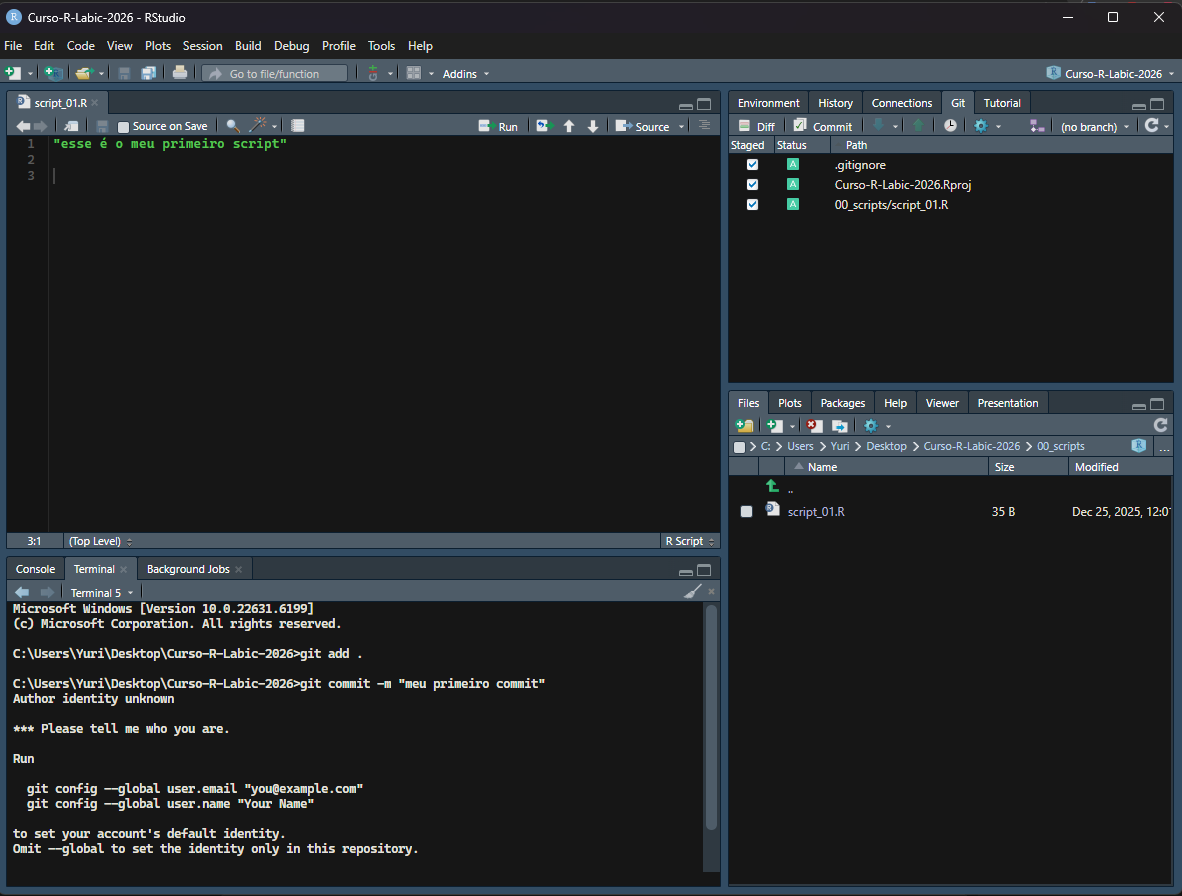 Curso-R-Labic-2026 - RStudio
File Edit Code View Plots Session Build Debug Profile Tools Help
Go to file/function Addins Curso-R-Labic-2026
script_01.R
Source on Save Run Source
1 "esse é o meu primeiro script"
2
3
3:1 (Top Level) R Script
Console Terminal Background Jobs
Terminal 5
Microsoft Windows [Version 10.0.22631.6199]
(c) Microsoft Corporation. All rights reserved.
C:\Users\Yuri\Desktop\Curso-R-Labic-2026>git add .
C:\Users\Yuri\Desktop\Curso-R-Labic-2026>git commit -m "meu primeiro commit"
Author identity unknown
*** Please tell me who you are.
Run
git config --global user.email "you@example.com"
git config --global user.name "Your Name"
to set your account's default identity.
Omit --global to set the identity only in this repository.
Environment History Connections Git Tutorial
Diff Commit (no branch)
Staged Status Path
A .gitignore
A Curso-R-Labic-2026.Rproj
A 00_scripts/script_01.R
Files Plots Packages Help Viewer Presentation
C: Users Yuri Desktop Curso-R-Labic-2026 00_scripts ...
Name Size Modified
..
script_01.R 35 B Dec 25, 2025, 12:0